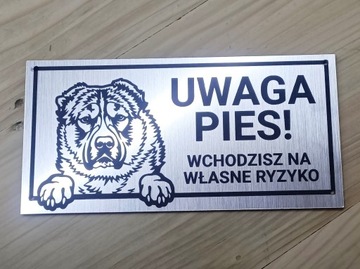 UWAGA
PIES!
WCHODZISZ NA
WŁASNE RYZYKO